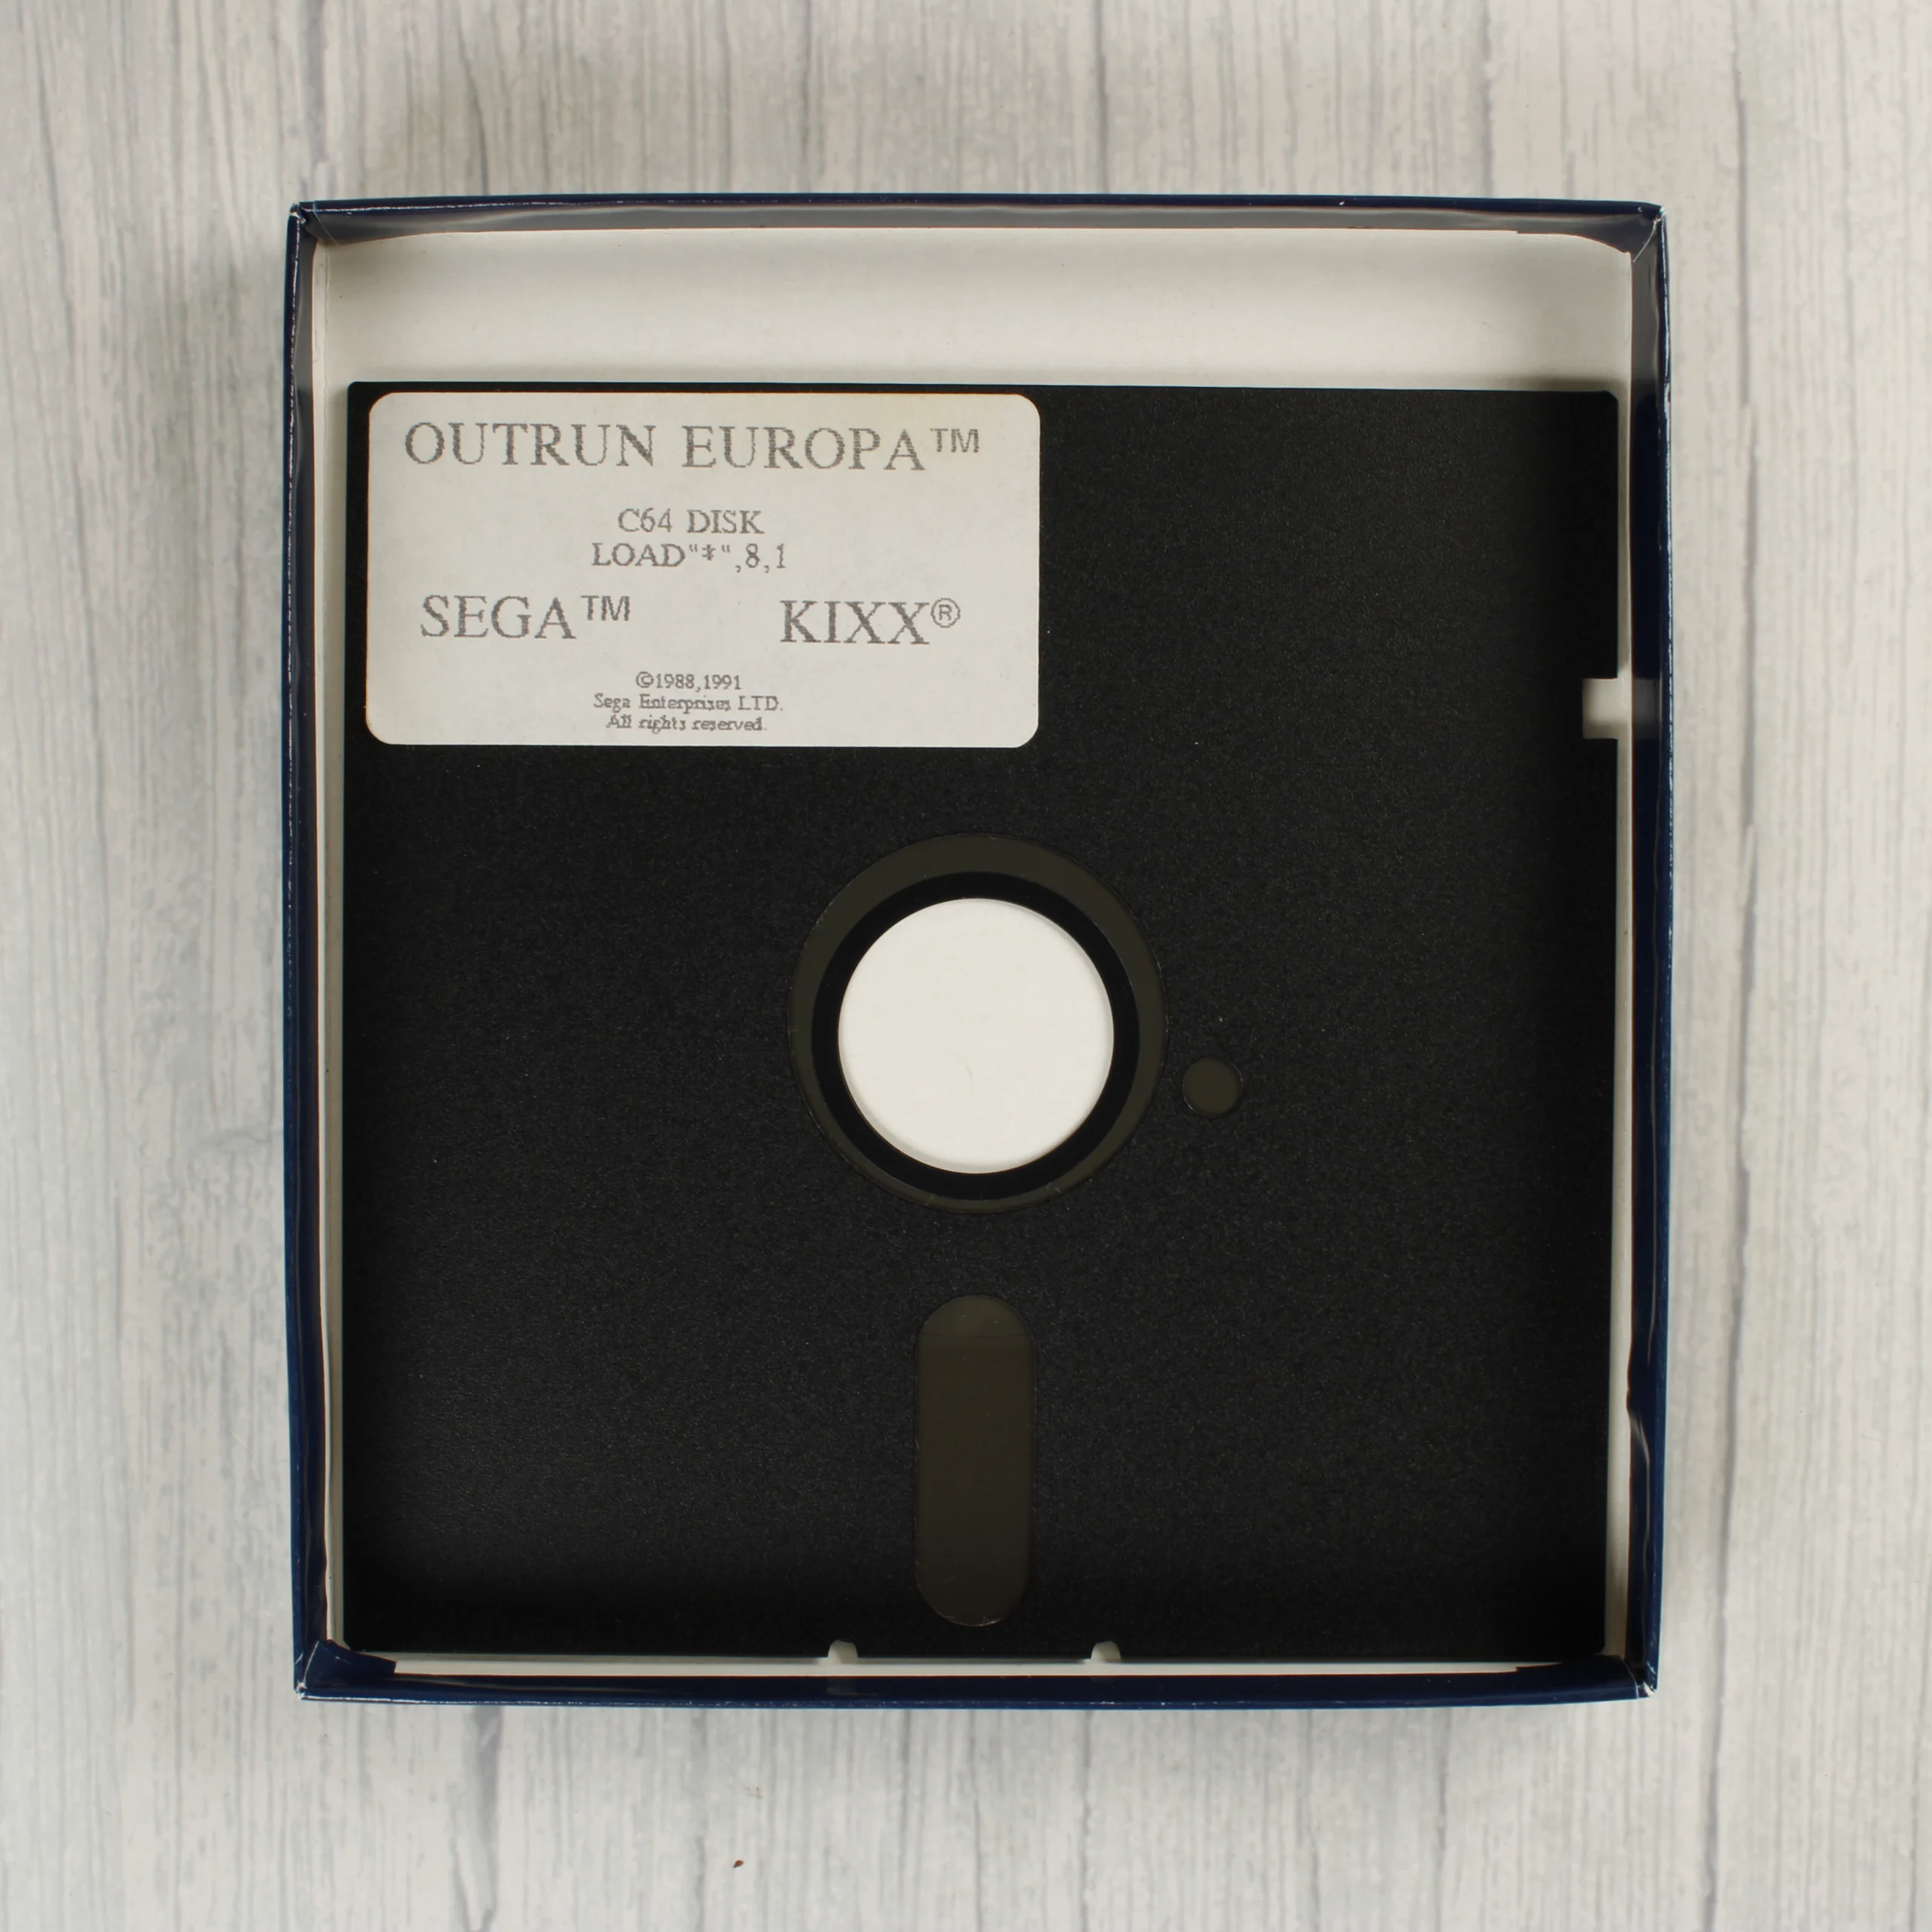 OUTRUN EUROPA™
C64 DISK
LOAD"*",8,1
SEGA™ KIXX®
©1988,1991
Sega Enterprises LTD.
All rights reserved.